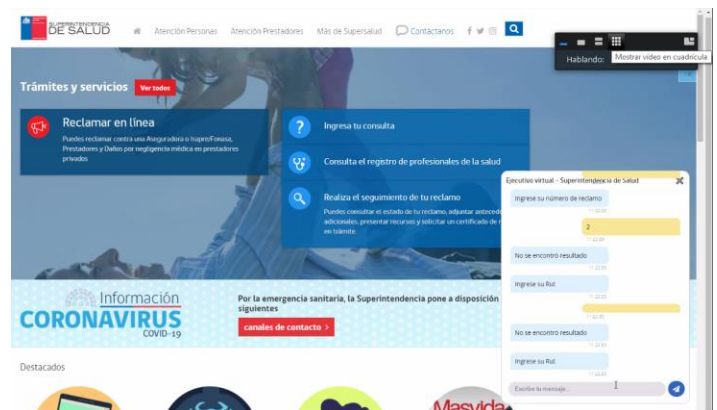 SUPERINTENDENCIA
DE SALUD
Atención Personas
Atención Prestadores
Más de Supersalud
Contáctanos
Hablando:
Mostrar vídeo en cuadrícula
Trámites y servicios
Ver todos
Reclamar en línea
Puedes reclamar contra una Aseguradora o Isapre/Fonasa,
Prestadores y Daños por negligencia médica en prestadores
privados
Ingresa tu consulta
Consulta el registro de profesionales de la salud
Realiza el seguimiento de tu reclamo
Puedes consultar el estado de tu reclamo, adjuntar anteced
adicionales, presentar recursos y solicitar un certificado de
en trámite
Ejecutivo virtual - Superintendencia de Salud
Ingrese su número de reclamo
2
No se encontró resultado
Ingrese su Rut
No se encontró resultado
Ingrese su Rut
Escribe tu mensaje...
Información
CORONAVIRUS
COVID-19
Por la emergencia sanitaria, la Superintendencia pone a disposición
siguientes
canales de contacto >
Destacados
Masvida